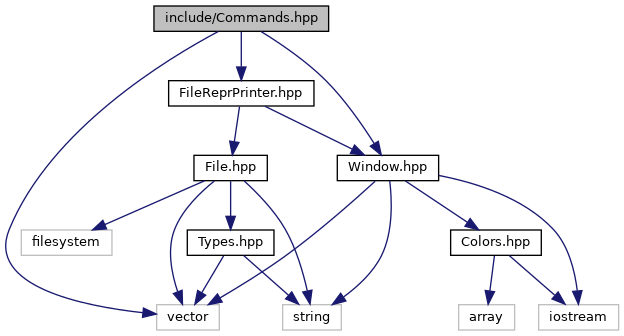 include/Commands.hpp
FileReprPrinter.hpp
File.hpp
Window.hpp
filesystem
Types.hpp
Colors.hpp
vector
string
array
iostream